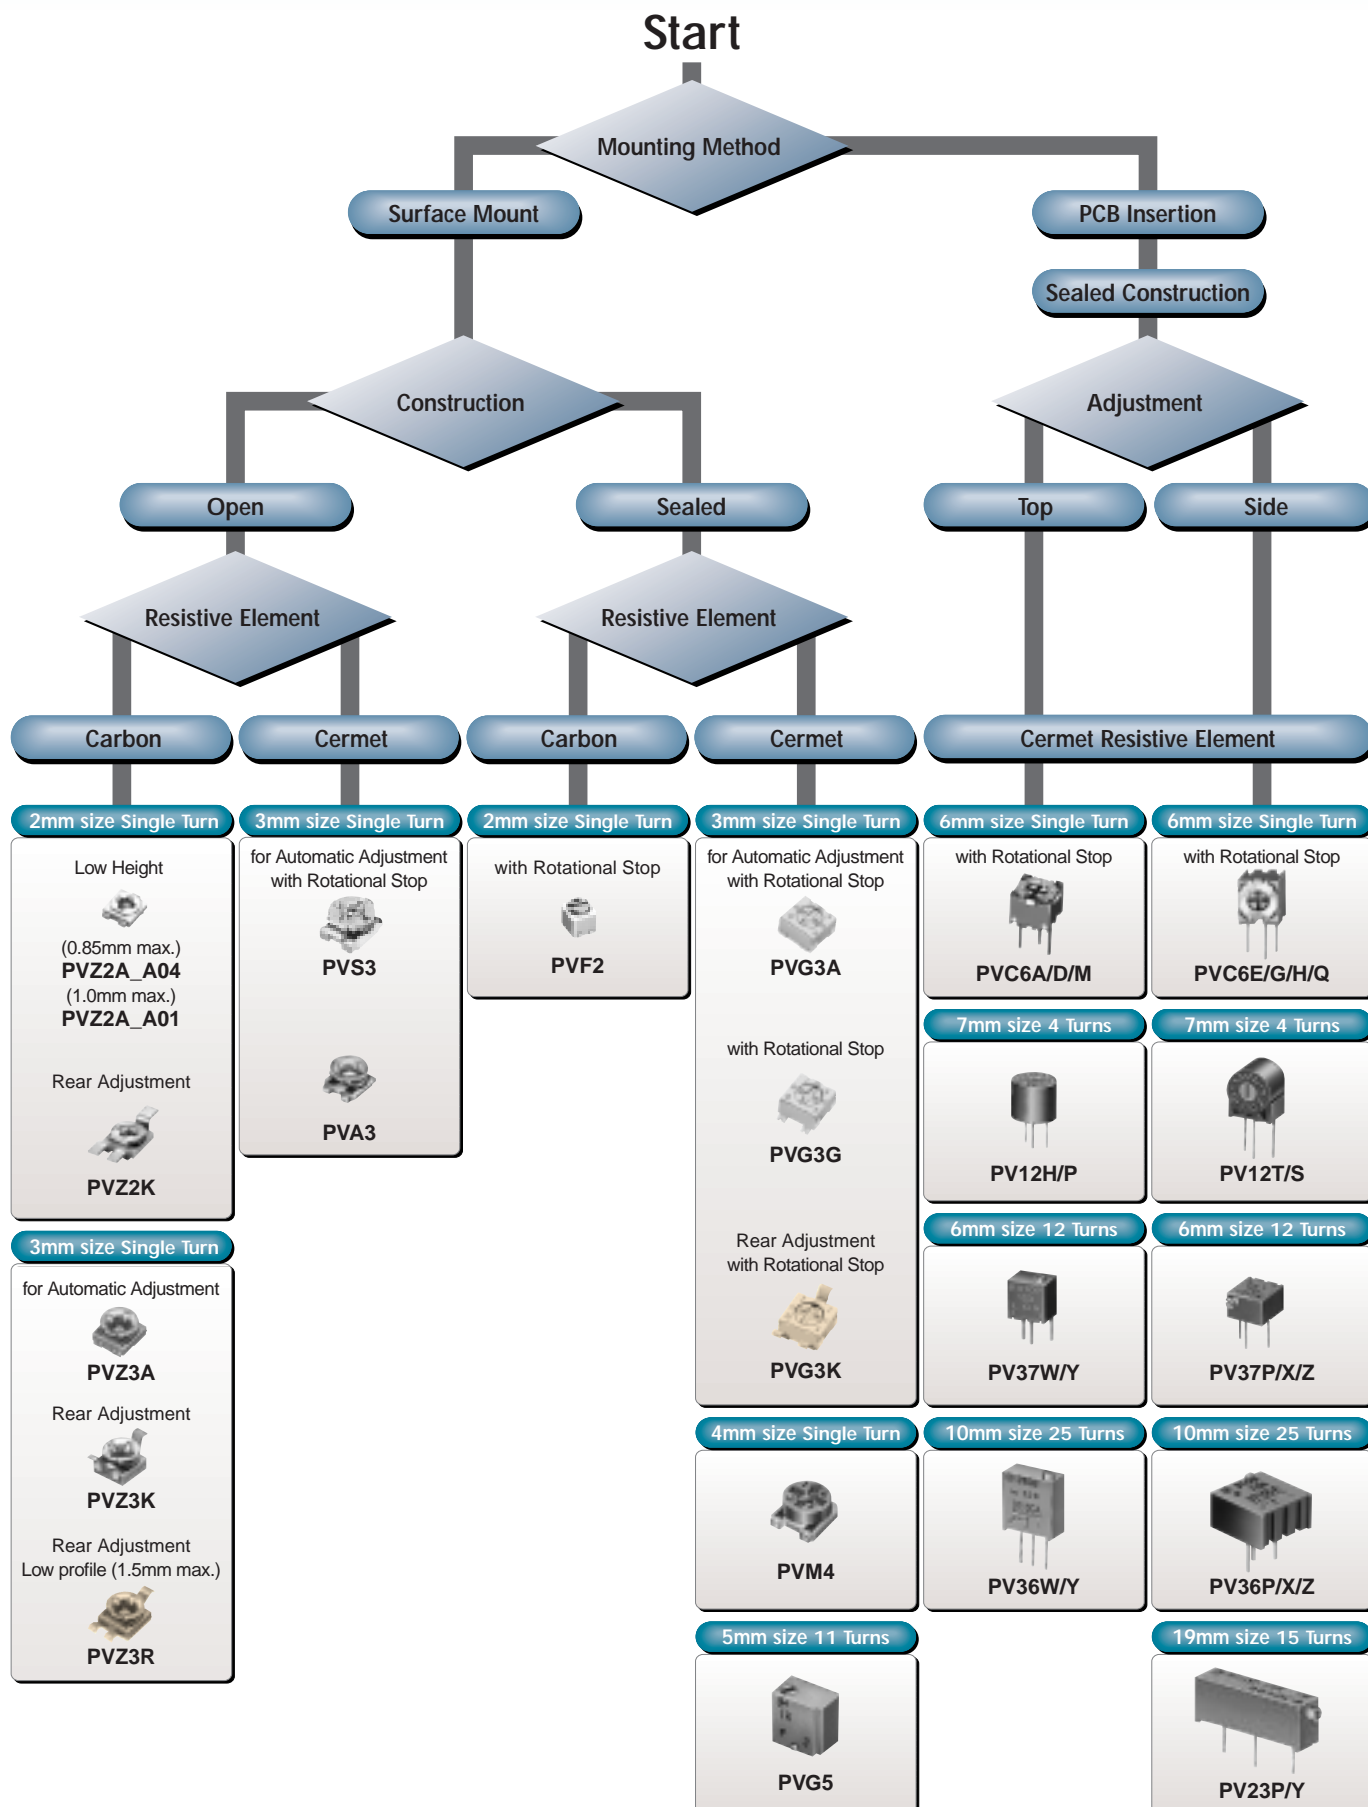 Start
Mounting Method
Surface Mount
PCB Insertion
Sealed Construction
Construction
Adjustment
Open
Sealed
Top
Side
Resistive Element
Resistive Element
Carbon
Cermet
Carbon
Cermet
Cermet Resistive Element
2mm size Single Turn
Low Height
(0.85mm max.)
PVZ2A_A04
(1.0mm max.)
PVZ2A_A01
Rear Adjustment
PVZ2K
3mm size Single Turn
for Automatic Adjustment
PVZ3A
Rear Adjustment
PVZ3K
Rear Adjustment
Low profile (1.5mm max.)
PVZ3R
3mm size Single Turn
for Automatic Adjustment
with Rotational Stop
PVS3
PVA3
2mm size Single Turn
with Rotational Stop
PVF2
3mm size Single Turn
for Automatic Adjustment
with Rotational Stop
PVG3A
with Rotational Stop
PVG3G
Rear Adjustment
with Rotational Stop
PVG3K
4mm size Single Turn
PVM4
5mm size 11 Turns
PVG5
6mm size Single Turn
with Rotational Stop
PVC6A/D/M
7mm size 4 Turns
PV12H/P
6mm size 12 Turns
PV37W/Y
10mm size 25 Turns
PV36W/Y
6mm size Single Turn
with Rotational Stop
PVC6E/G/H/Q
7mm size 4 Turns
PV12T/S
6mm size 12 Turns
PV37P/X/Z
10mm size 25 Turns
PV36P/X/Z
19mm size 15 Turns
PV23P/Y